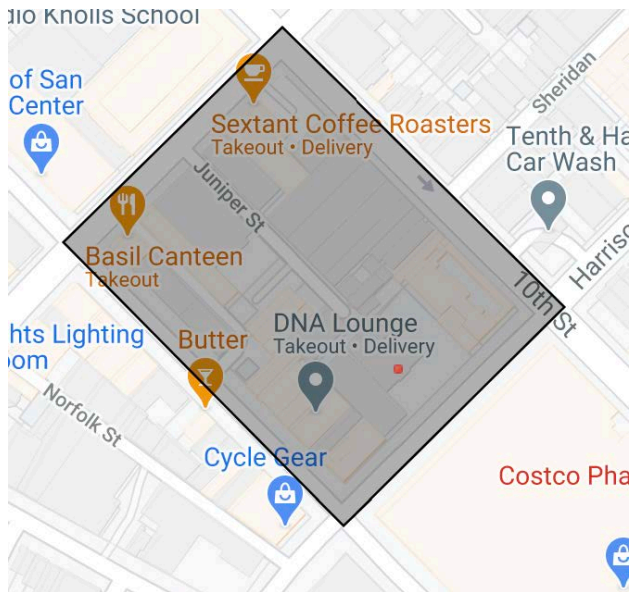 dio Knolls School
of San
Center
Sextant Coffee Roasters
Takeout • Delivery
Sheridan
Tenth & Ha
Car Wash
Juniper St
Basil Canteen
Takeout
Harriso
10th St
DNA Lounge
Takeout • Delivery
hts Lighting
oom
Butter
Norfolk St
Cycle Gear
Costco Pha